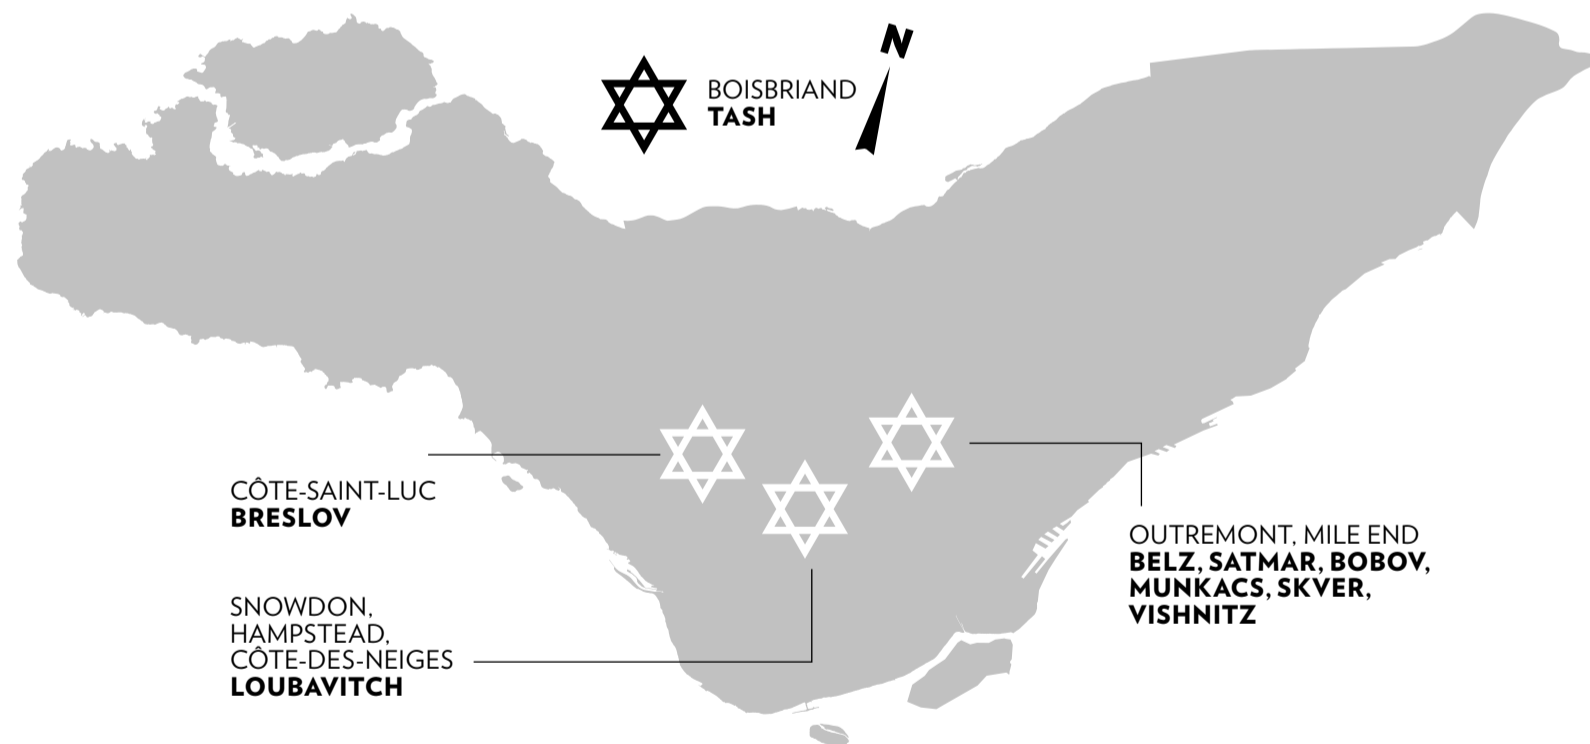 N
BOISBRIAND
TASH
CÔTE-SAINT-LUC
BRESLOV
SNOWDON,
HAMPSTEAD,
CÔTE-DES-NEIGES
LOUBAVITCH
OUTREMONT, MILE END
BELZ, SATMAR, BOBOV,
MUNKACS, SKVER,
VISHNITZ